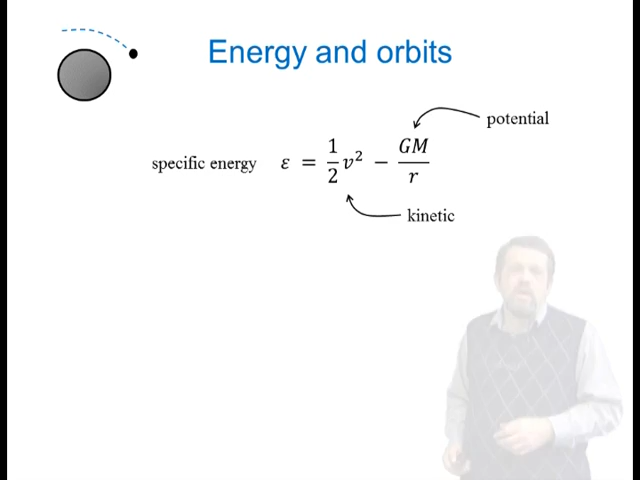 Energy and orbits
potential
specific energy ε = 1/2 v² − GM/r
kinetic